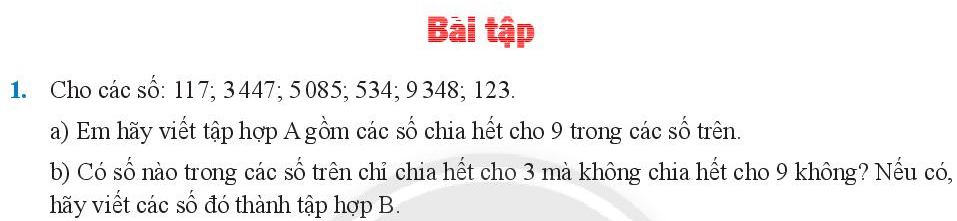 Bài tập
1. Cho các số: 117; 3 447; 5 085; 534; 9 348; 123.
a) Em hãy viết tập hợp A gồm các số chia hết cho 9 trong các số trên.
b) Có số nào trong các số trên chỉ chia hết cho 3 mà không chia hết cho 9 không? Nếu có,
hãy viết các số đó thành tập hợp B.